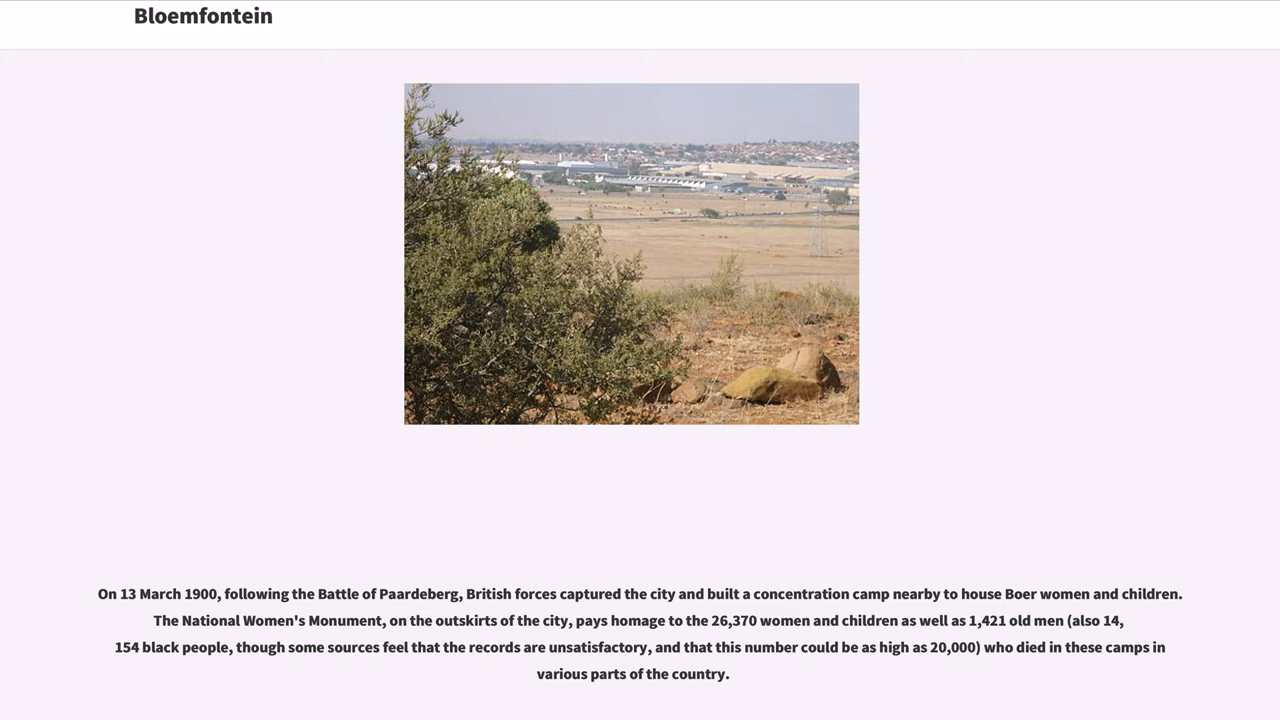 Bloemfontein
On 13 March 1900, following the Battle of Paardeberg, British forces captured the city and built a concentration camp nearby to house Boer women and children.
The National Women's Monument, on the outskirts of the city, pays homage to the 26,370 women and children as well as 1,421 old men (also 14,
154 black people, though some sources feel that the records are unsatisfactory, and that this number could be as high as 20,000) who died in these camps in
various parts of the country.